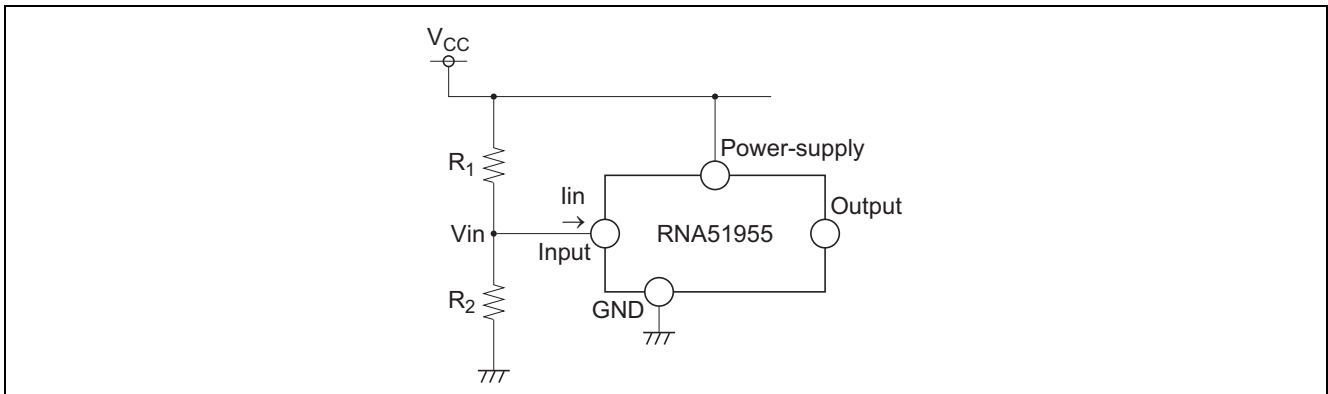 VCC
R1
Power-supply
Iin
→
Output
Vin
Input
RNA51955
R2
GND